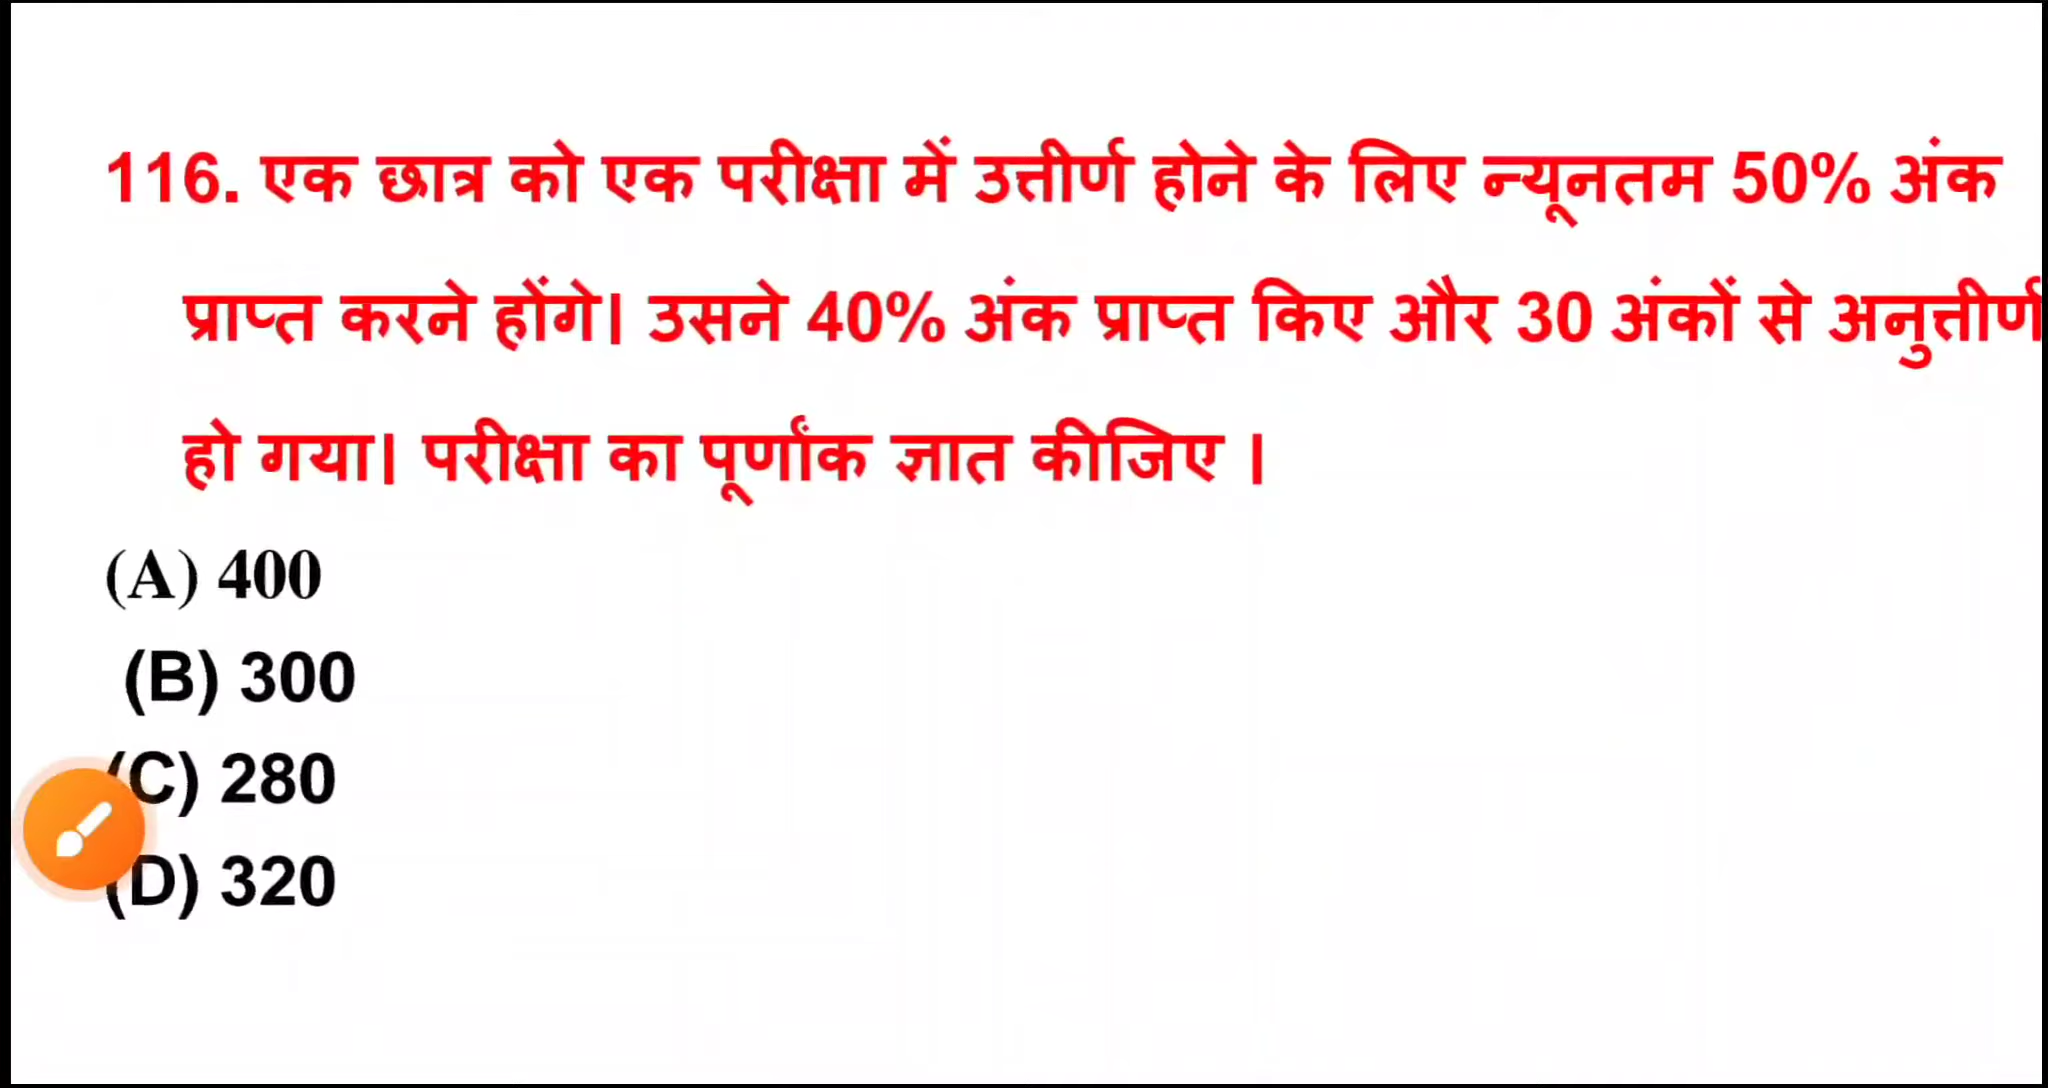 116. एक छात्र को एक परीक्षा में उत्तीर्ण होने के लिए न्यूनतम 50% अंक
प्राप्त करने होंगे। उसने 40% अंक प्राप्त किए और 30 अंकों से अनुत्तीर्ण
हो गया। परीक्षा का पूर्णांक ज्ञात कीजिए ।
(A) 400
(B) 300
(C) 280
(D) 320